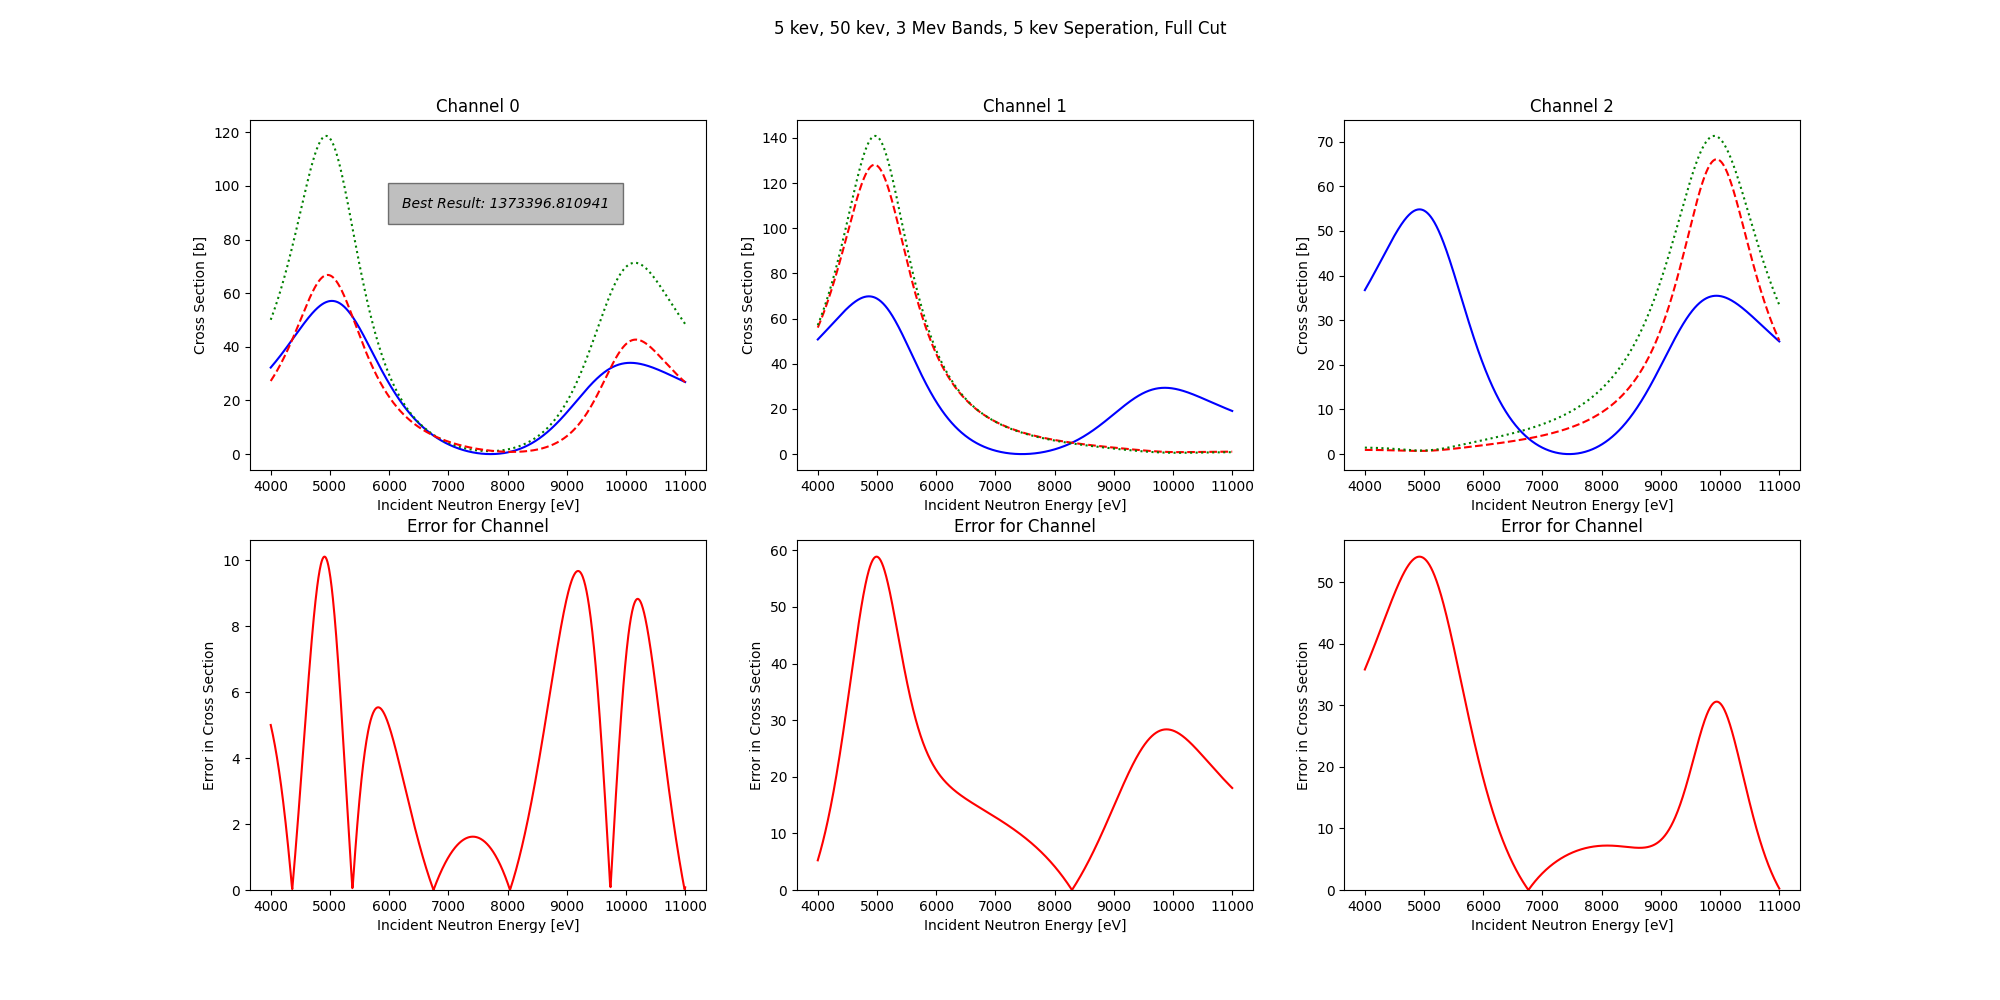 5 kev, 50 kev, 3 Mev Bands, 5 kev Seperation, Full Cut
Channel 0
120
100
80
60
40
20
0
Cross Section [b]
Best Result: 1373396.810941
4000 5000 6000 7000 8000 9000 10000 11000
Incident Neutron Energy [eV]
Channel 1
140
120
100
80
60
40
20
0
Cross Section [b]
4000 5000 6000 7000 8000 9000 10000 11000
Incident Neutron Energy [eV]
Channel 2
70
60
50
40
30
20
10
0
Cross Section [b]
4000 5000 6000 7000 8000 9000 10000 11000
Incident Neutron Energy [eV]
Error for Channel
10
8
6
4
2
0
Error in Cross Section
4000 5000 6000 7000 8000 9000 10000 11000
Incident Neutron Energy [eV]
Error for Channel
60
50
40
30
20
10
0
Error in Cross Section
4000 5000 6000 7000 8000 9000 10000 11000
Incident Neutron Energy [eV]
Error for Channel
50
40
30
20
10
0
Error in Cross Section
4000 5000 6000 7000 8000 9000 10000 11000
Incident Neutron Energy [eV]